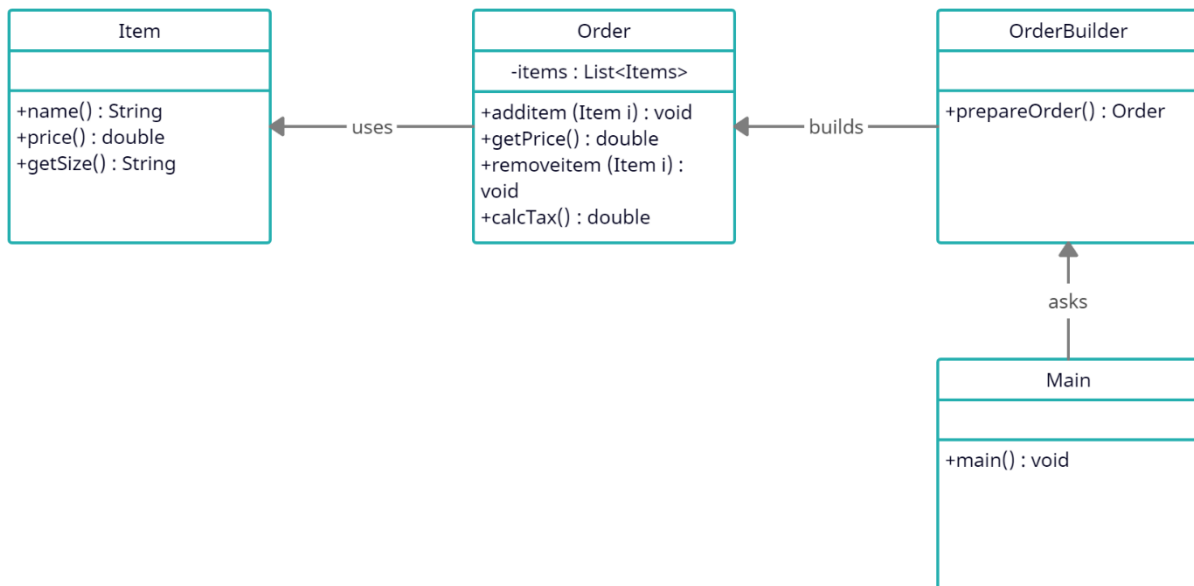 Item
+name() : String
+price() : double
+getSize() : String
uses
Order
-items : List<Items>
+additem (Item i) : void
+getPrice() : double
+removeitem (Item i) :
void
+calcTax() : double
builds
OrderBuilder
+prepareOrder() : Order
asks
Main
+main() : void